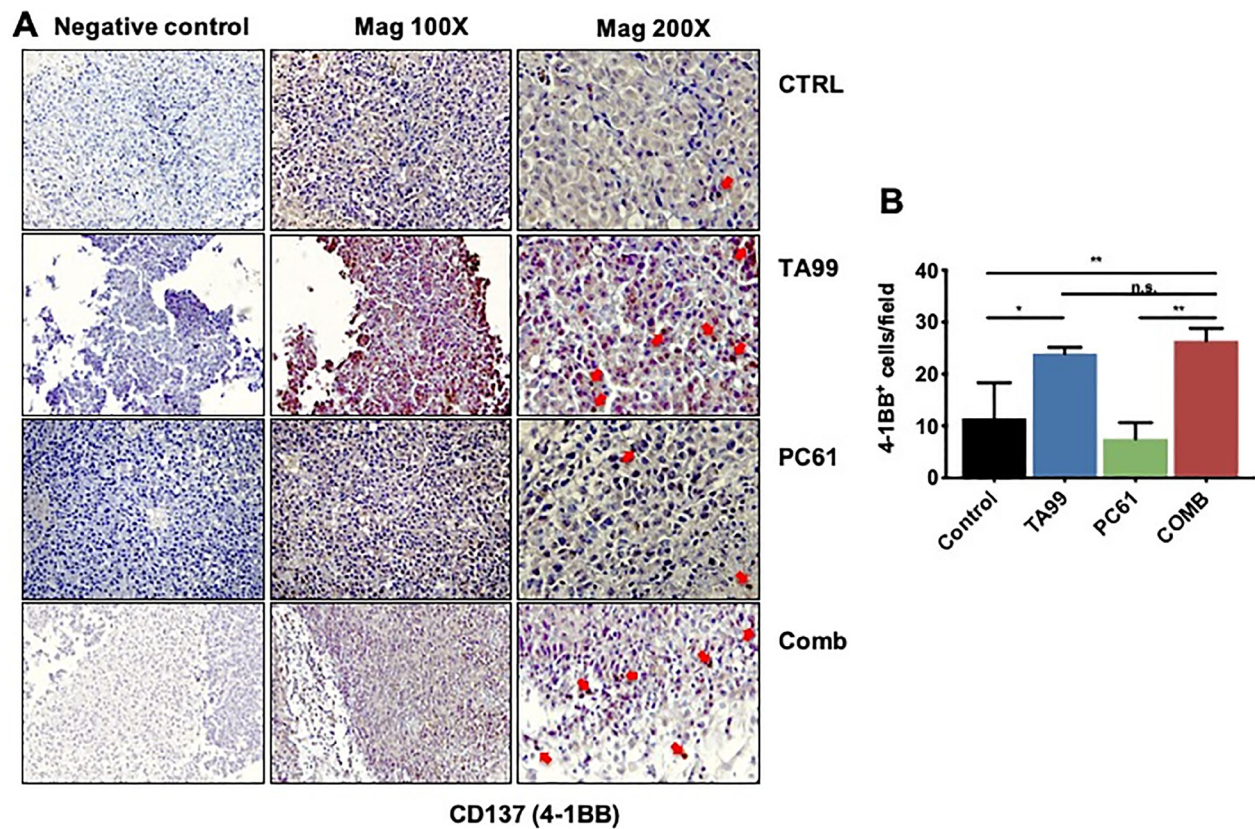 A
Negative control Mag 100X Mag 200X
CTRL
TA99
PC61
Comb
CD137 (4-1BB)
B
4-1BB⁺ cells/field
40
30
20
10
0
**
n.s.
*
**
Control
TA99
PC61
COMB